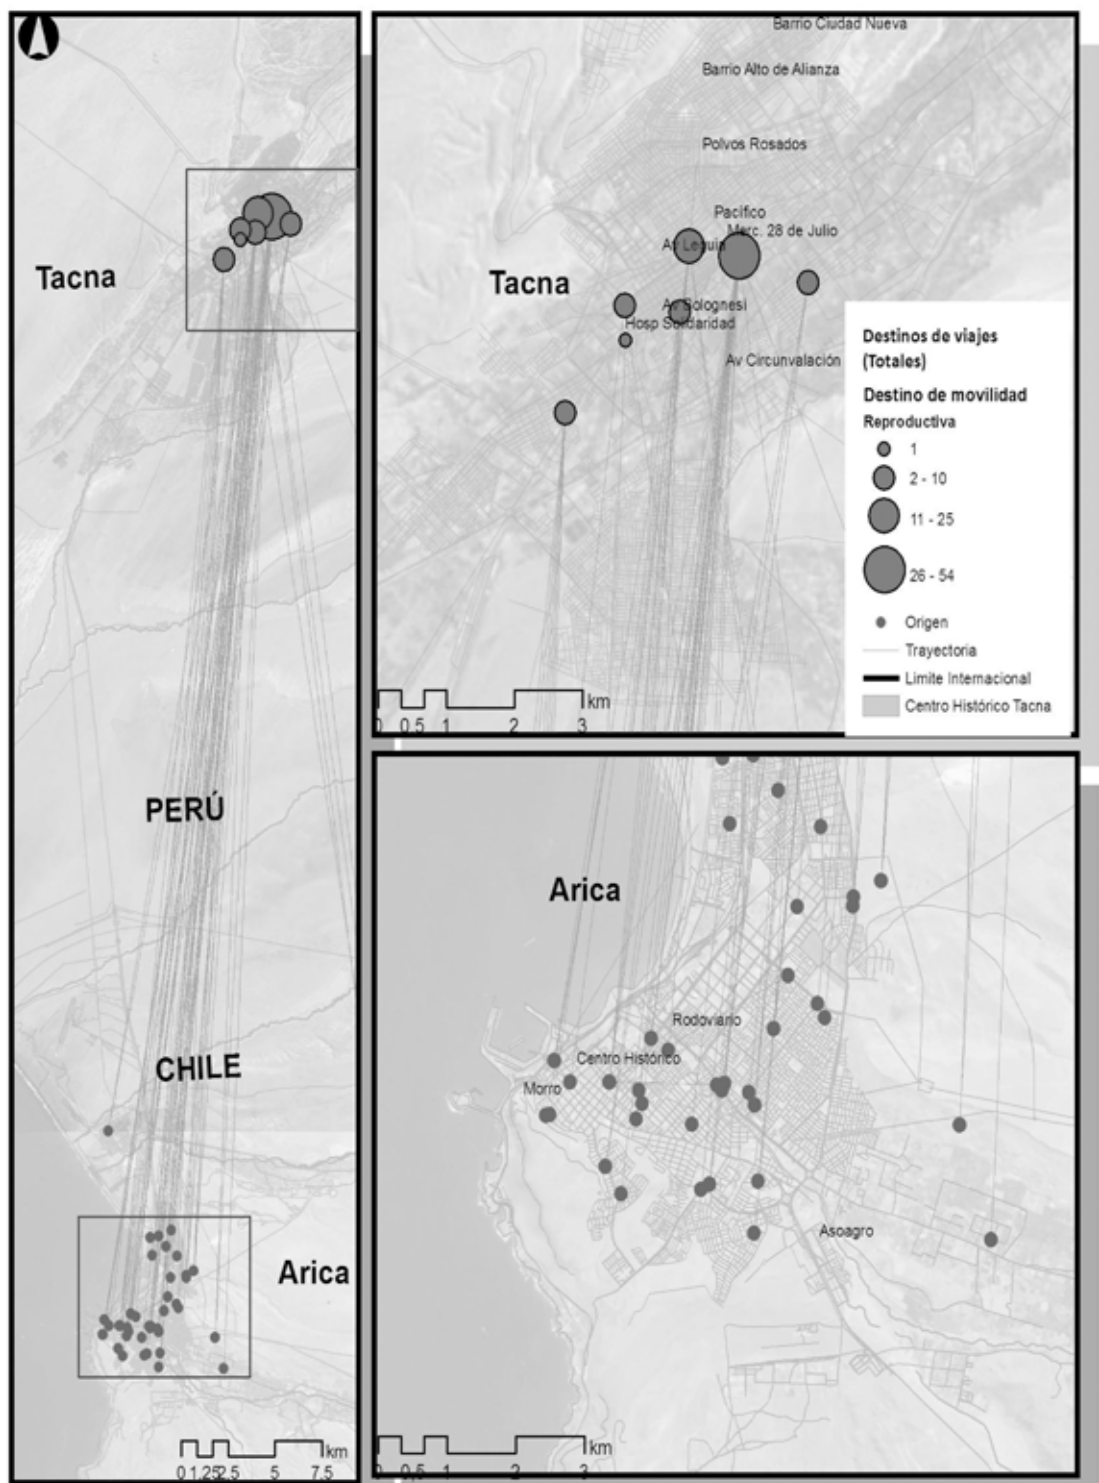 Tacna
PERÚ
CHILE
Arica
km
0 1.25 2.5 5 7.5
Barrio Ciudad Nueva
Barrio Alto de Alianza
Polvos Rosados
Pacífico
Merc. 28 de Julio
Av Leguia
Tacna
Av Bolognesi
Hosp Solidaridad
Av Circunvalación
km
0 0,5 1 2 3
Destinos de viajes
(Totales)
Destino de movilidad
Reproductiva
1
2 - 10
11 - 25
26 - 54
Origen
Trayectoria
Limite Internacional
Centro Histórico Tacna
Arica
Rodoviario
Centro Histórico
Morro
Asoagro
km
0 0,5 1 2 3